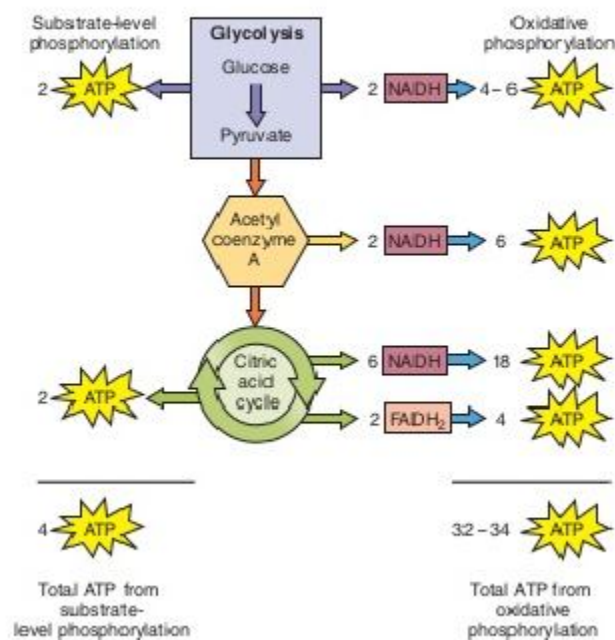 Substrate-level
phosphorylation
Glycolysis
Oxidative
phosphorylation
Glucose
2 ATP
2 NADH 4–6 ATP
Pyruvate
Acetyl
coenzyme
A
2 NADH 6 ATP
Citric
acid
cycle
6 NADH 18 ATP
2 ATP
2 FADH2 4 ATP
4 ATP
32–34 ATP
Total ATP from
substrate-
level phosphorylation
Total ATP from
oxidative
phosphorylation